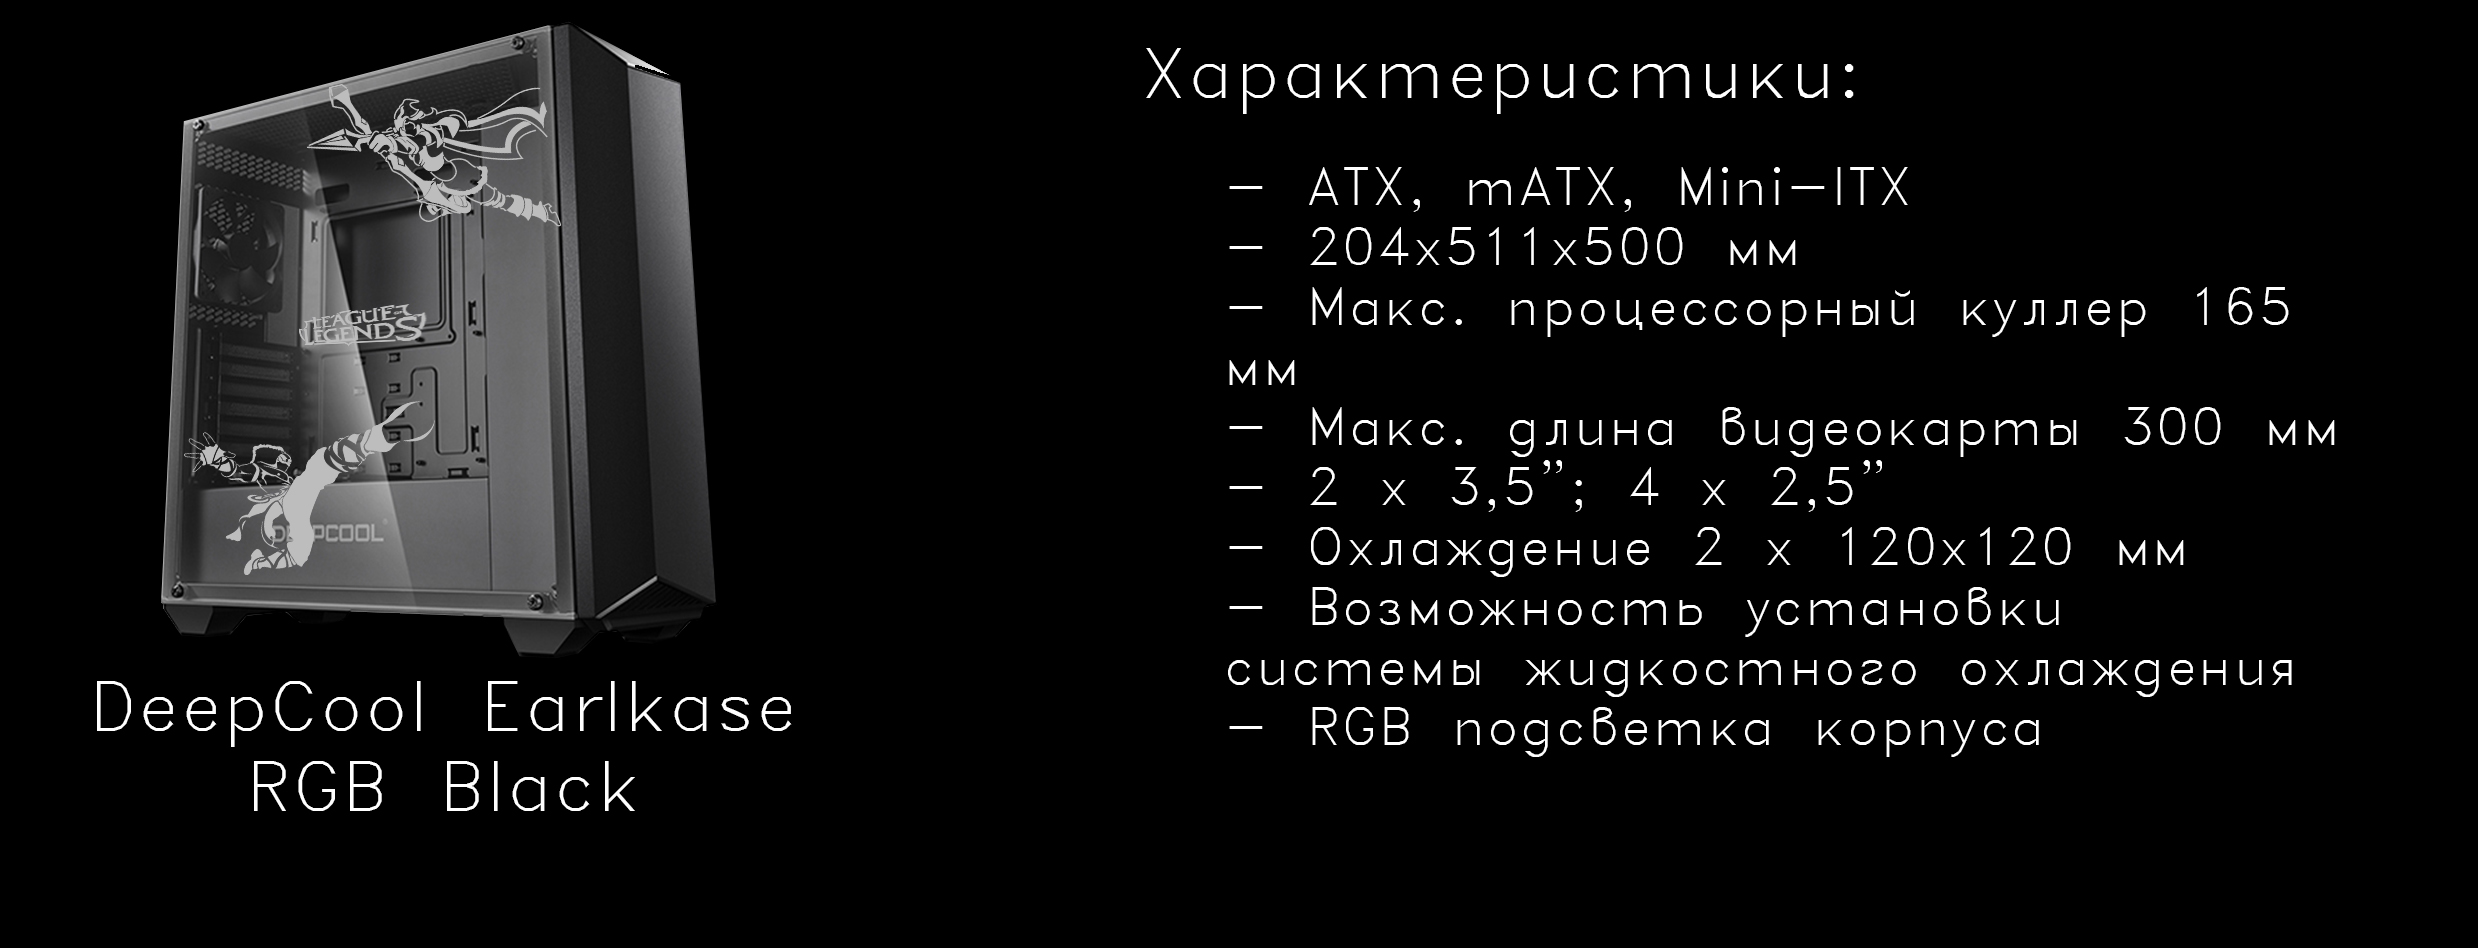 LEAGUE OF
LEGENDS
DEEPCOOL
DeepCool Earlkase
RGB Black
Характеристики:
- ATX, mATX, Mini-ITX
- 204x511x500 мм
- Макс. процессорный куллер 165
мм
- Макс. длина видеокарты 300 мм
- 2 x 3,5”; 4 x 2,5”
- Охлаждение 2 x 120x120 мм
- Возможность установки
системы жидкостного охлаждения
- RGB подсветка корпуса